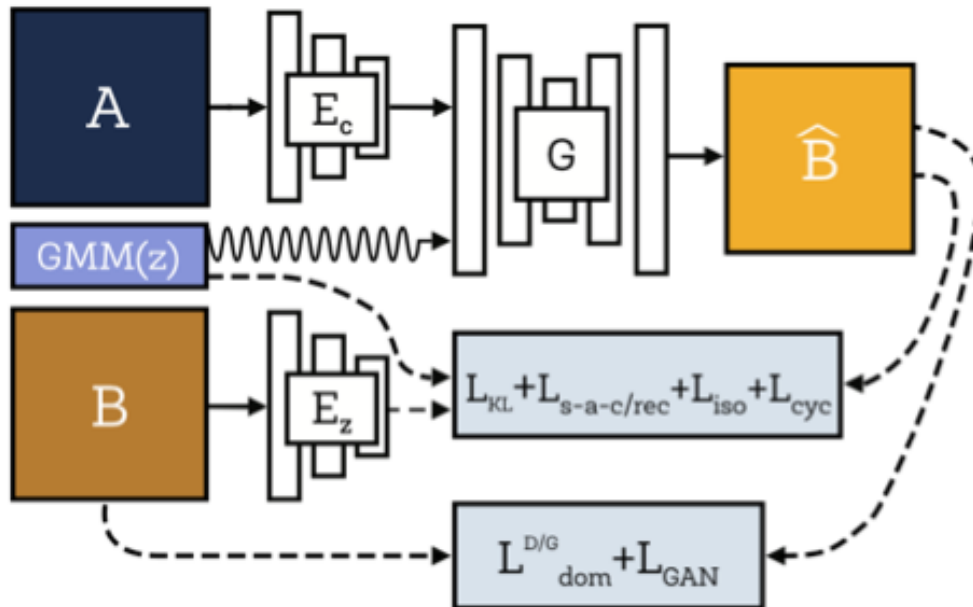 A
E_c
G
B̂
GMM(z)
B
E_z
L_KL+L_s-a-c/rec+L_iso+L_cyc
L^D/G_dom+L_GAN